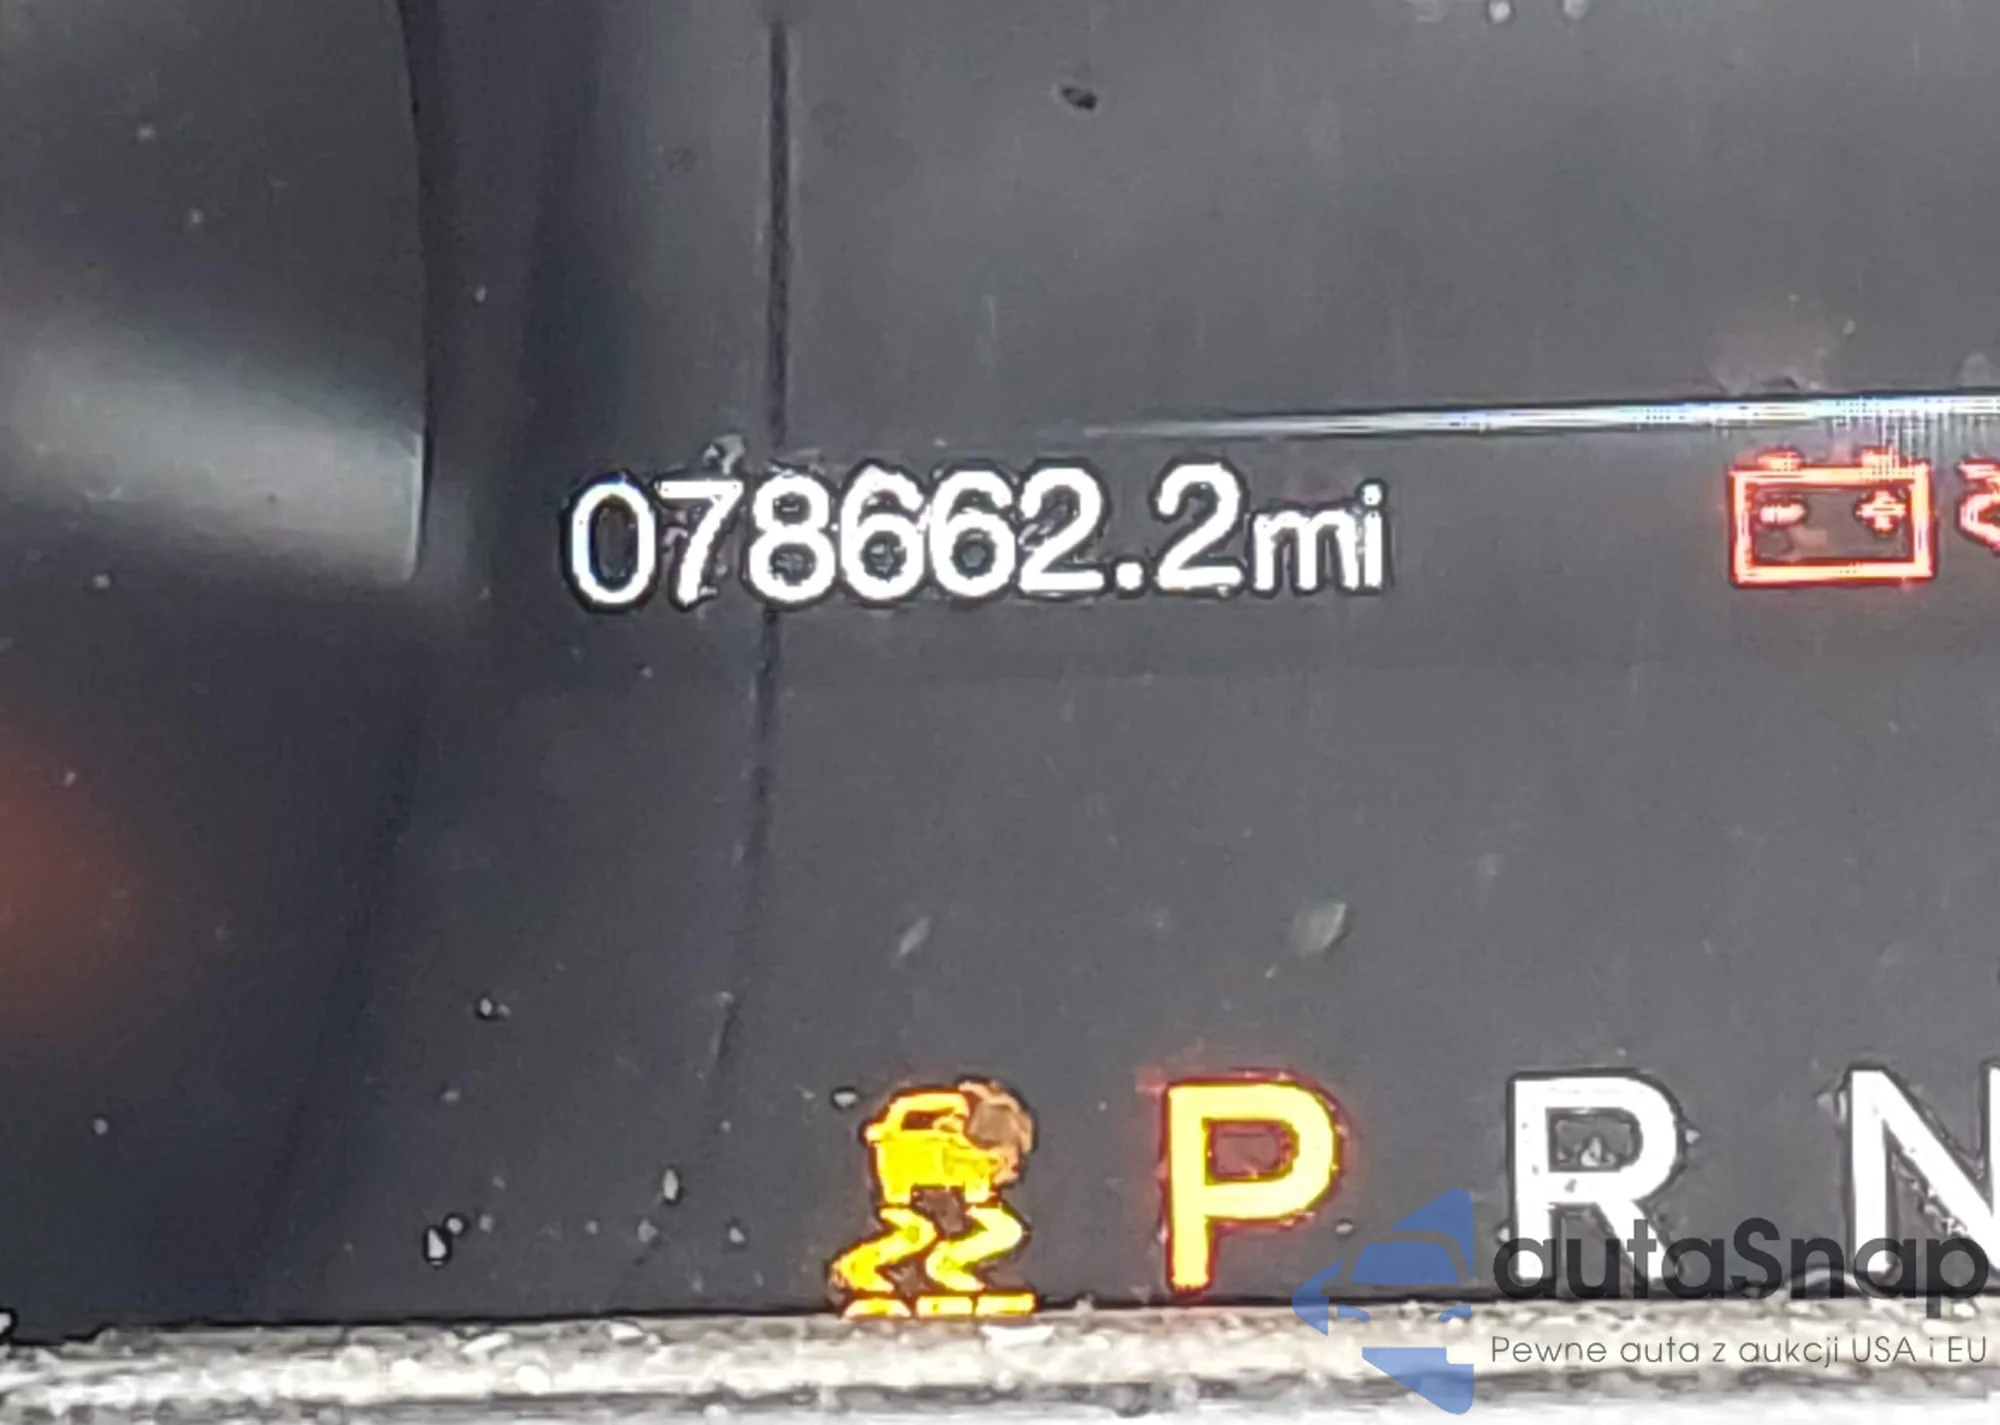 078662.2mi
P R N
autaSnap
Pewne auta z aukcji USA i EU